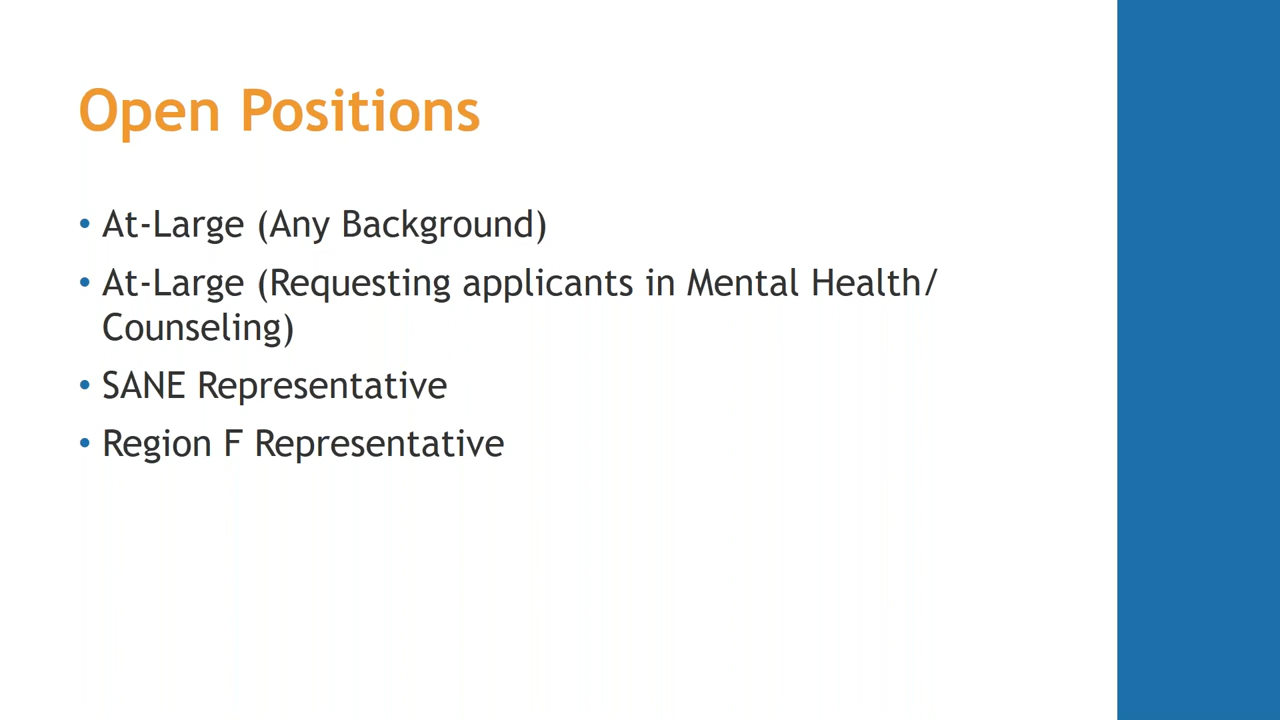 Open Positions
• At-Large (Any Background)
• At-Large (Requesting applicants in Mental Health/
Counseling)
• SANE Representative
• Region F Representative